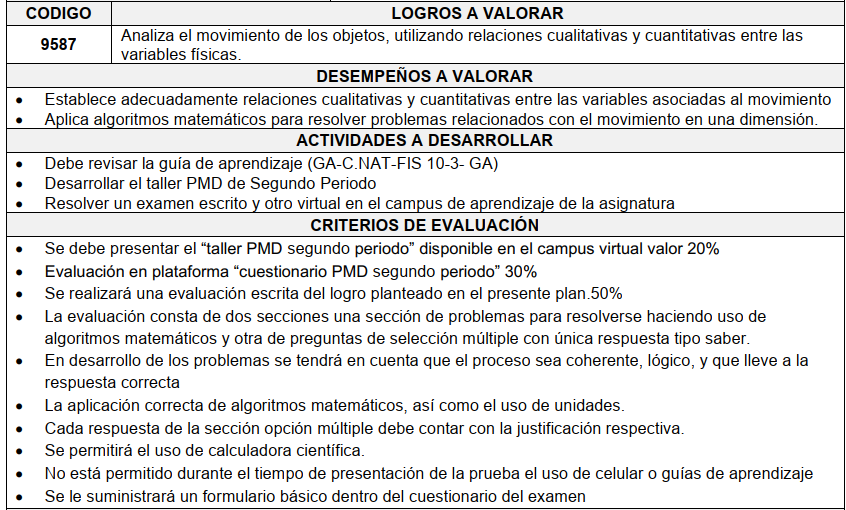 CODIGO LOGROS A VALORAR
9587 Analiza el movimiento de los objetos, utilizando relaciones cualitativas y cuantitativas entre las
variables físicas.
DESEMPEÑOS A VALORAR
• Establece adecuadamente relaciones cualitativas y cuantitativas entre las variables asociadas al movimiento
• Aplica algoritmos matemáticos para resolver problemas relacionados con el movimiento en una dimensión.
ACTIVIDADES A DESARROLLAR
• Debe revisar la guía de aprendizaje (GA-C.NAT-FIS 10-3- GA)
• Desarrollar el taller PMD de Segundo Periodo
• Resolver un examen escrito y otro virtual en el campus de aprendizaje de la asignatura
CRITERIOS DE EVALUACIÓN
• Se debe presentar el “taller PMD segundo periodo” disponible en el campus virtual valor 20%
• Evaluación en plataforma “cuestionario PMD segundo periodo” 30%
• Se realizará una evaluación escrita del logro planteado en el presente plan.50%
• La evaluación consta de dos secciones una sección de problemas para resolverse haciendo uso de
algoritmos matemáticos y otra de preguntas de selección múltiple con única respuesta tipo saber.
• En desarrollo de los problemas se tendrá en cuenta que el proceso sea coherente, lógico, y que lleve a la
respuesta correcta
• La aplicación correcta de algoritmos matemáticos, así como el uso de unidades.
• Cada respuesta de la sección opción múltiple debe contar con la justificación respectiva.
• Se permitirá el uso de calculadora científica.
• No está permitido durante el tiempo de presentación de la prueba el uso de celular o guías de aprendizaje
• Se le suministrará un formulario básico dentro del cuestionario del examen